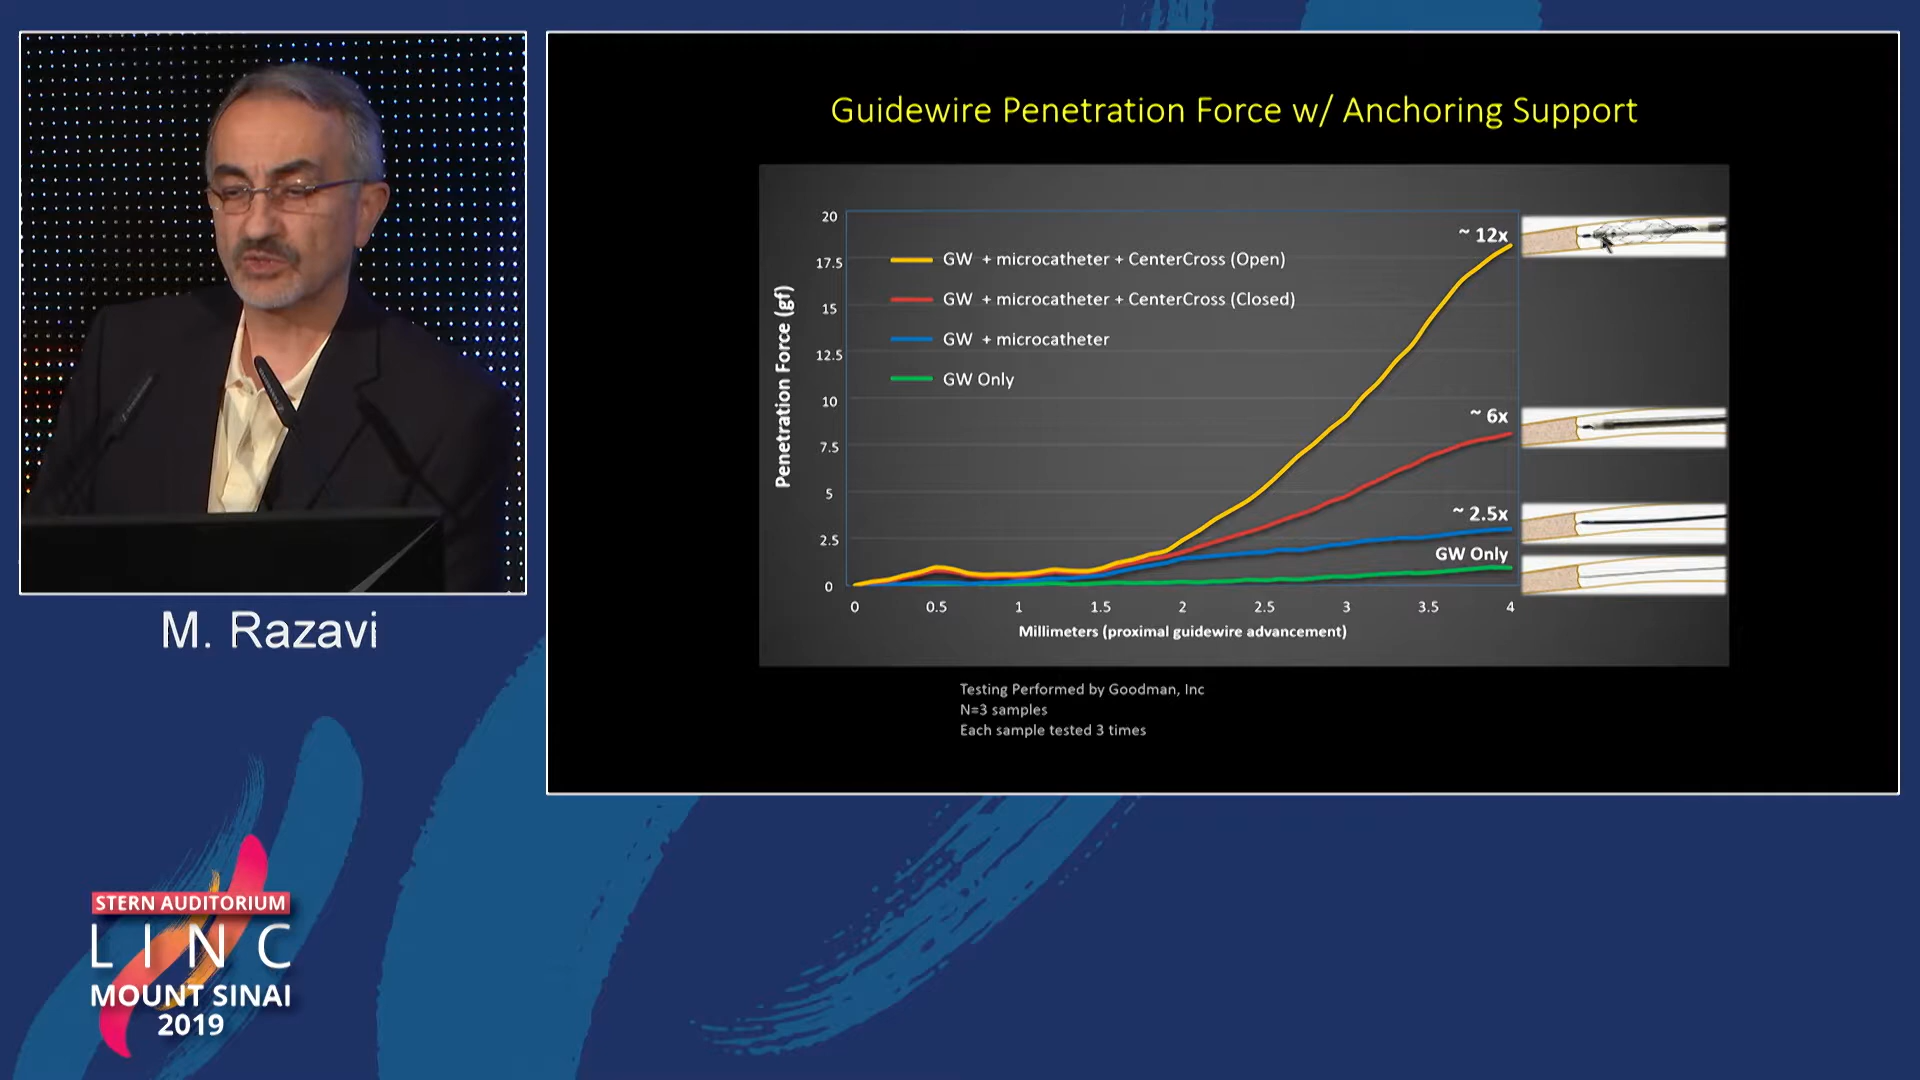 Guidewire Penetration Force w/ Anchoring Support
20
17.5
15
12.5
10
7.5
5
2.5
0
Penetration Force (gf)
GW + microcatheter + CenterCross (Open)
GW + microcatheter + CenterCross (Closed)
GW + microcatheter
GW Only
~ 12x
~ 6x
~ 2.5x
GW Only
0 0.5 1 1.5 2 2.5 3 3.5 4
Millimeters (proximal guidewire advancement)
Testing Performed by Goodman, Inc
N=3 samples
Each sample tested 3 times
M. Razavi
STERN AUDITORIUM
LINC
MOUNT SINAI
2019